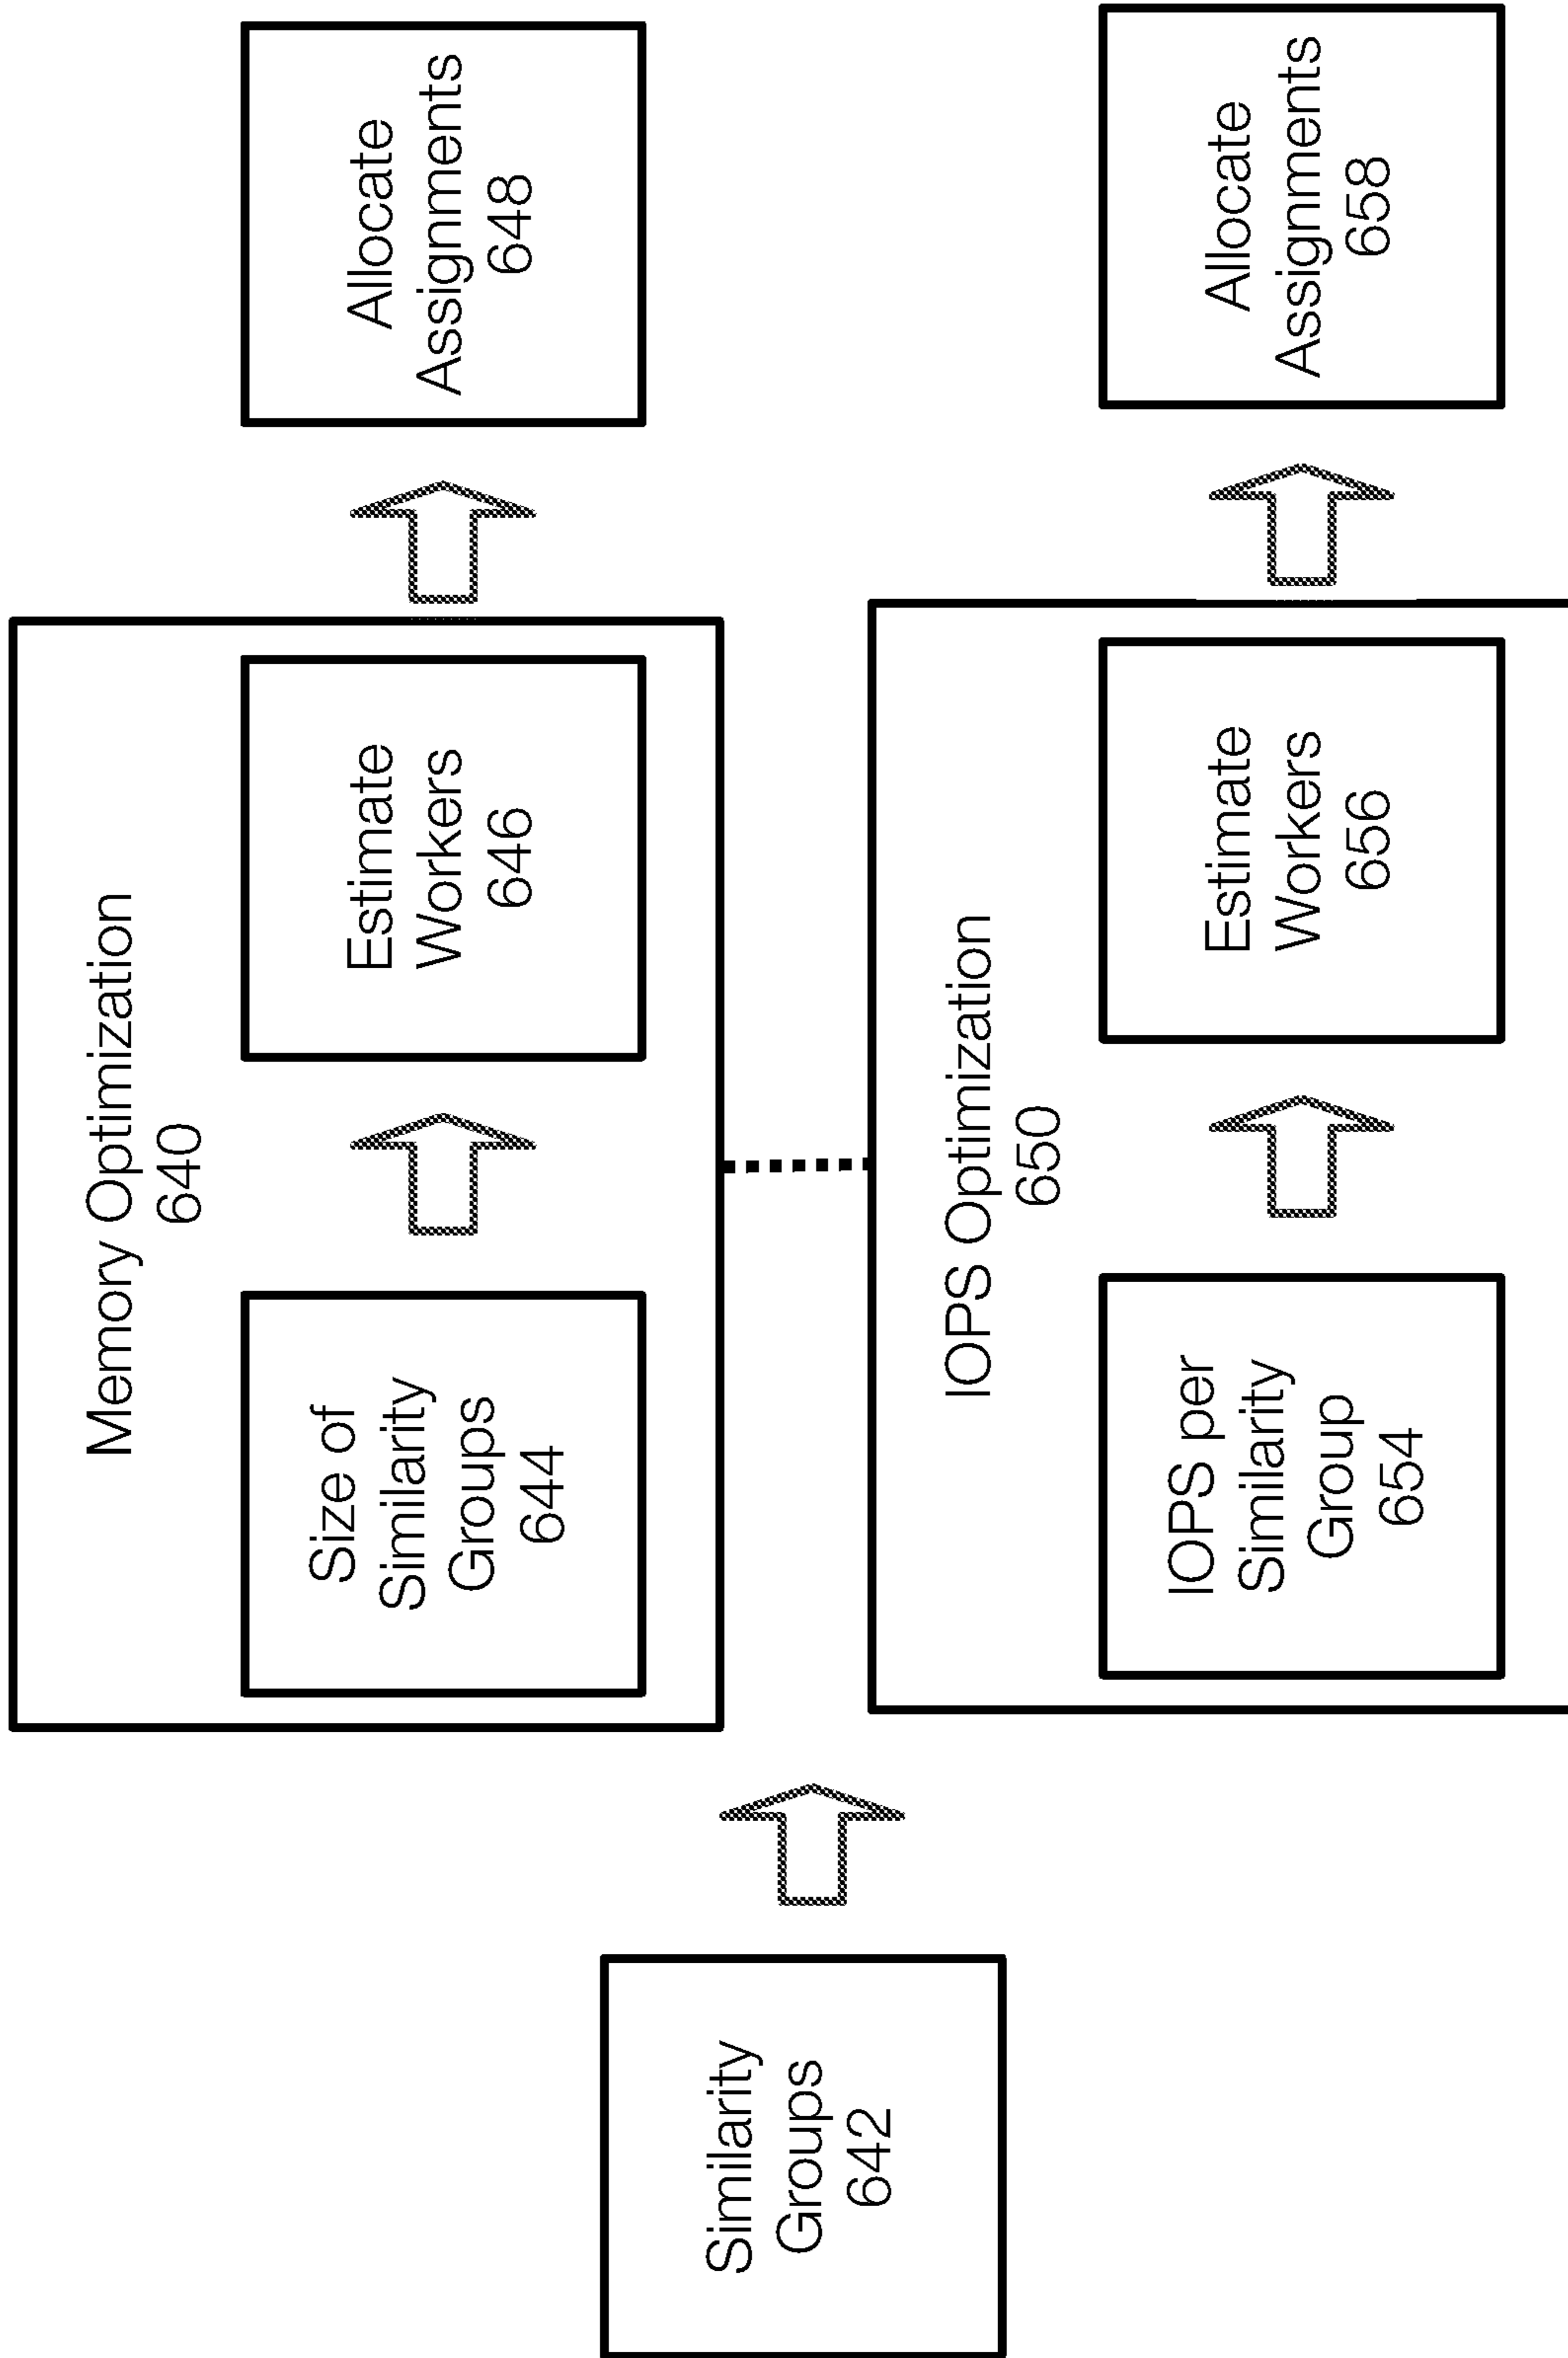 Similarity
Groups
642
Memory Optimization
640
Size of
Similarity
Groups
644
Estimate
Workers
646
Allocate
Assignments
648
IOPS Optimization
650
IOPS per
Similarity
Group
654
Estimate
Workers
656
Allocate
Assignments
658